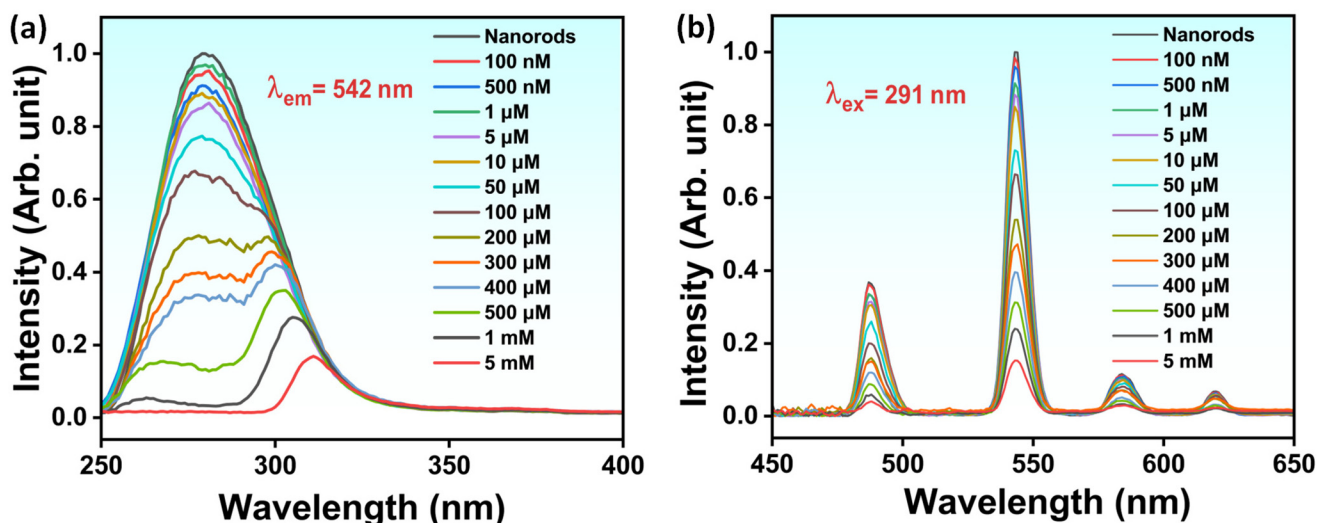 (a)
Intensity (Arb. unit)
1.0
0.8
0.6
0.4
0.2
0.0
λem= 542 nm
Nanorods
100 nM
500 nM
1 µM
5 µM
10 µM
50 µM
100 µM
200 µM
300 µM
400 µM
500 µM
1 mM
5 mM
250
300
350
400
Wavelength (nm)
(b)
Intensity (Arb. unit)
1.0
0.8
0.6
0.4
0.2
0.0
λex= 291 nm
Nanorods
100 nM
500 nM
1 µM
5 µM
10 µM
50 µM
100 µM
200 µM
300 µM
400 µM
500 µM
1 mM
5 mM
450
500
550
600
650
Wavelength (nm)